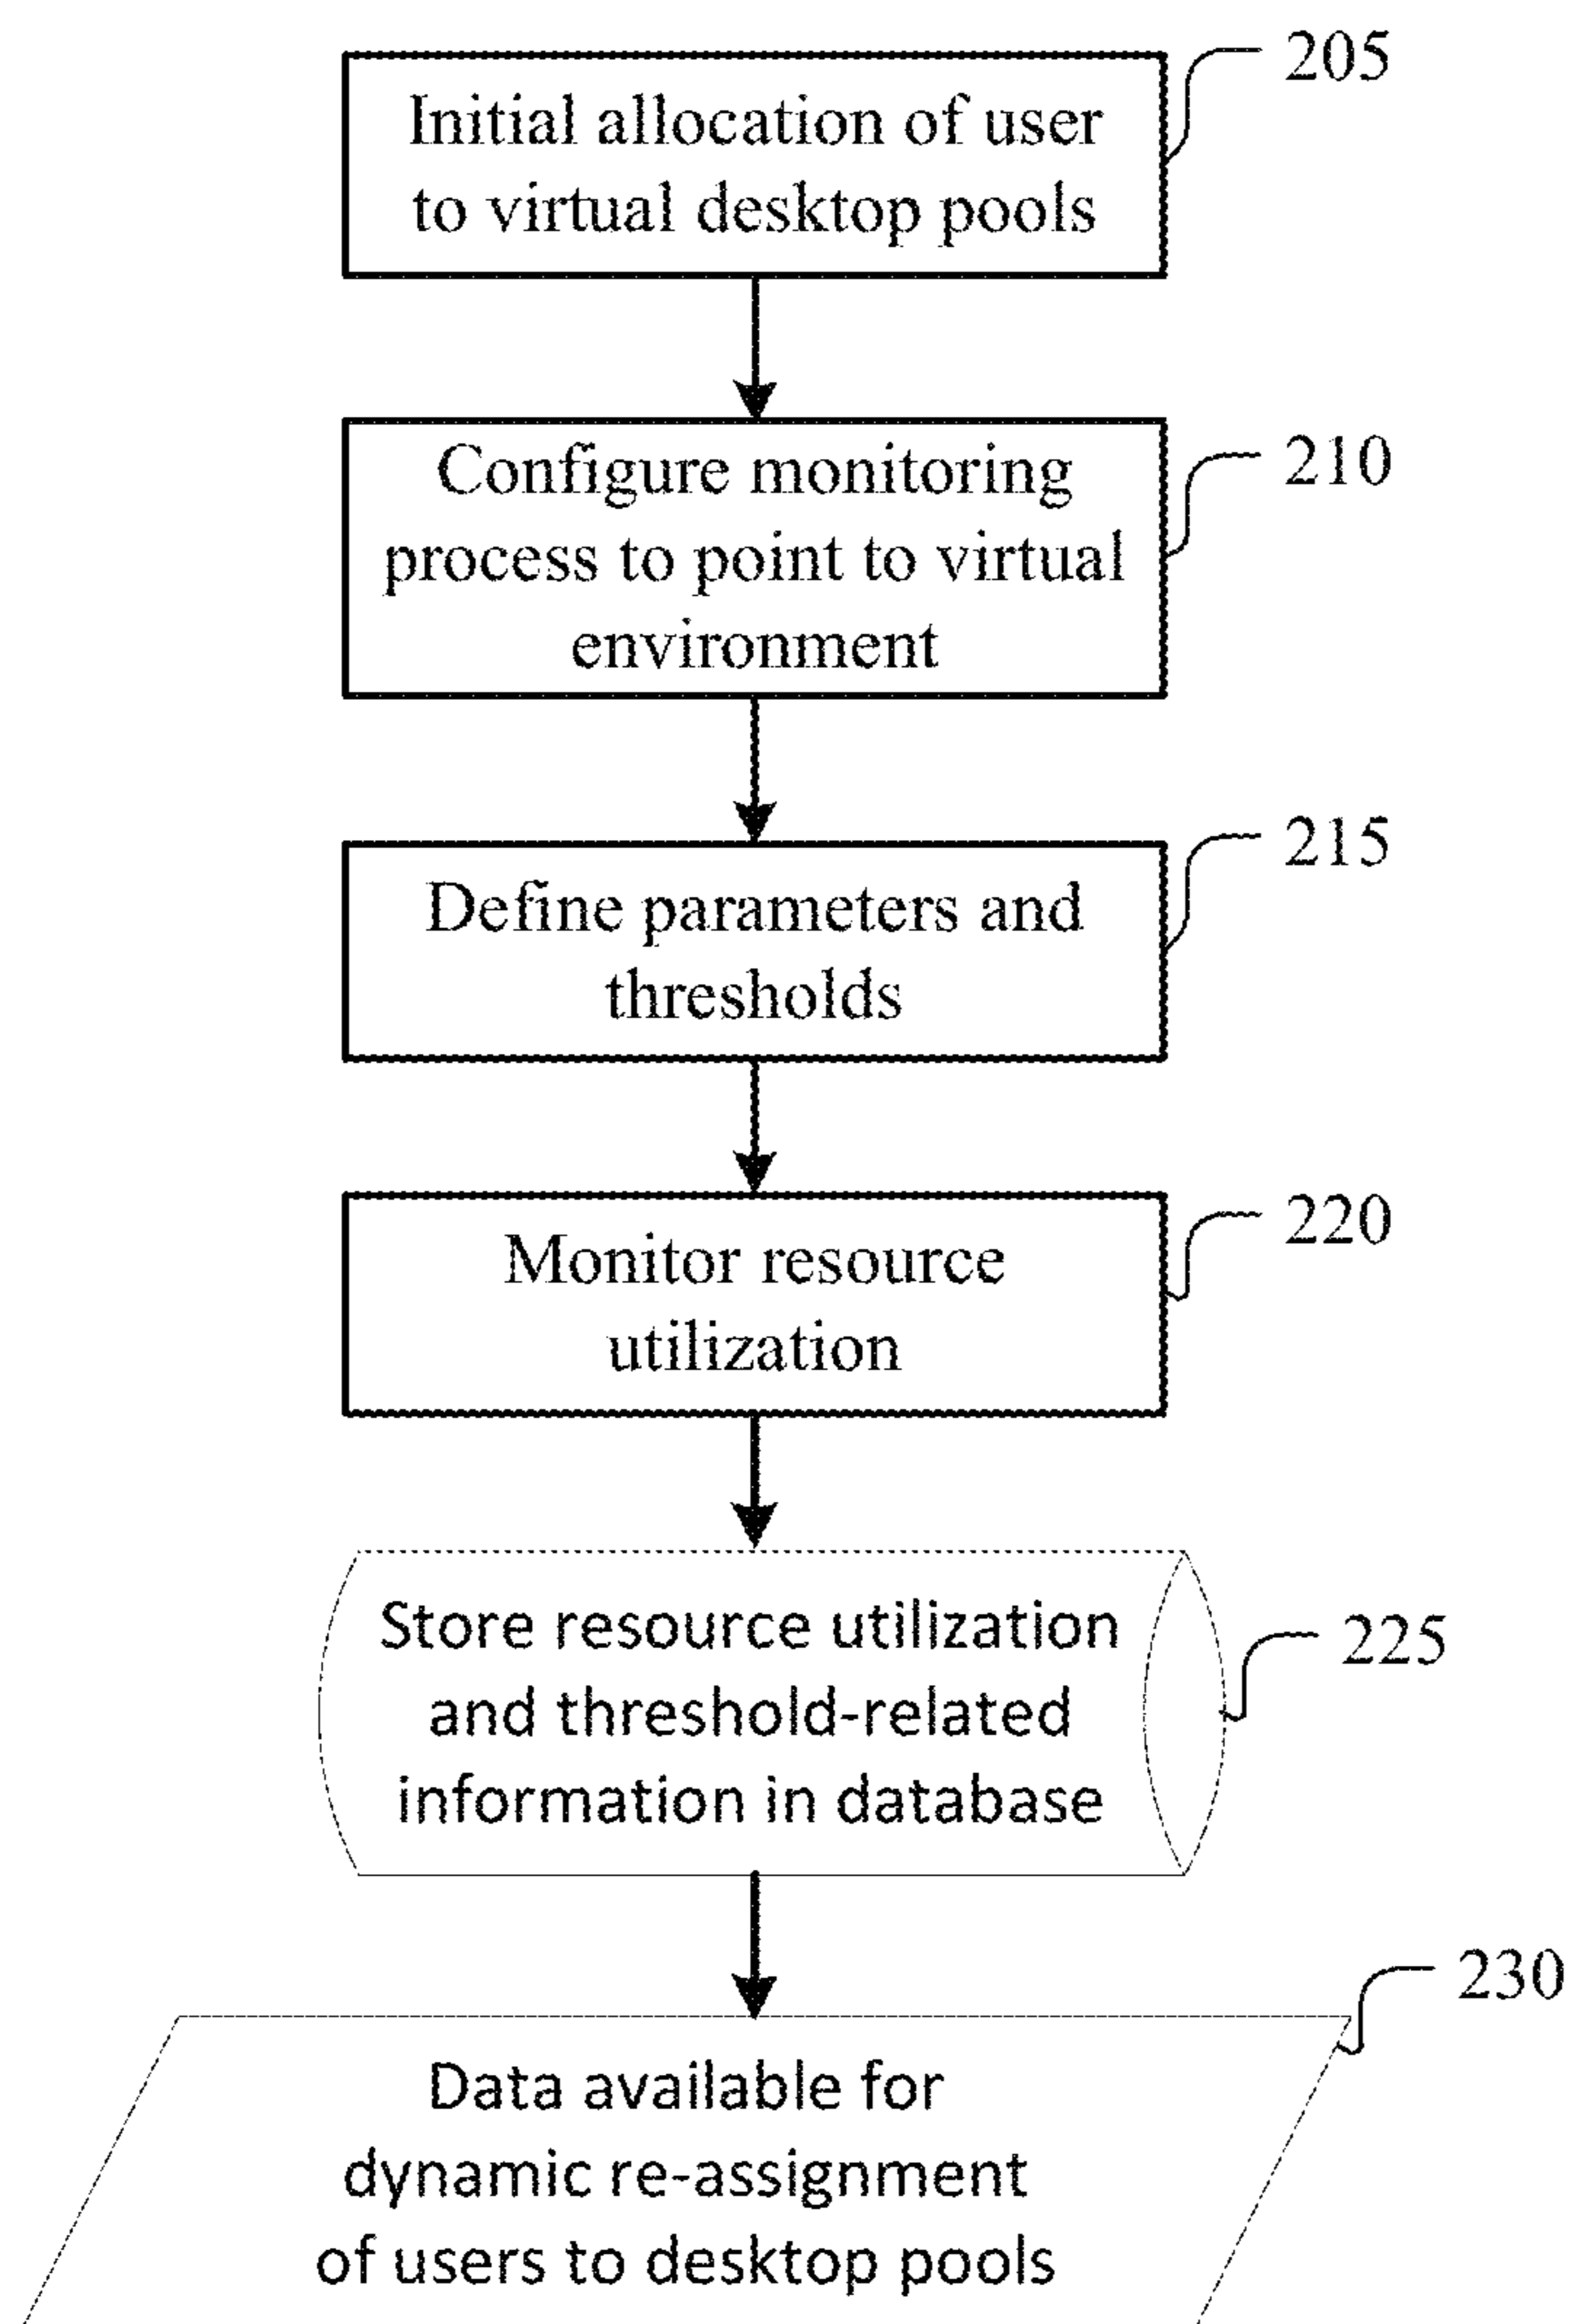 205
Initial allocation of user
to virtual desktop pools
210
Configure monitoring
process to point to virtual
environment
215
Define parameters and
thresholds
220
Monitor resource
utilization
225
Store resource utilization
and threshold-related
information in database
230
Data available for
dynamic re-assignment
of users to desktop pools